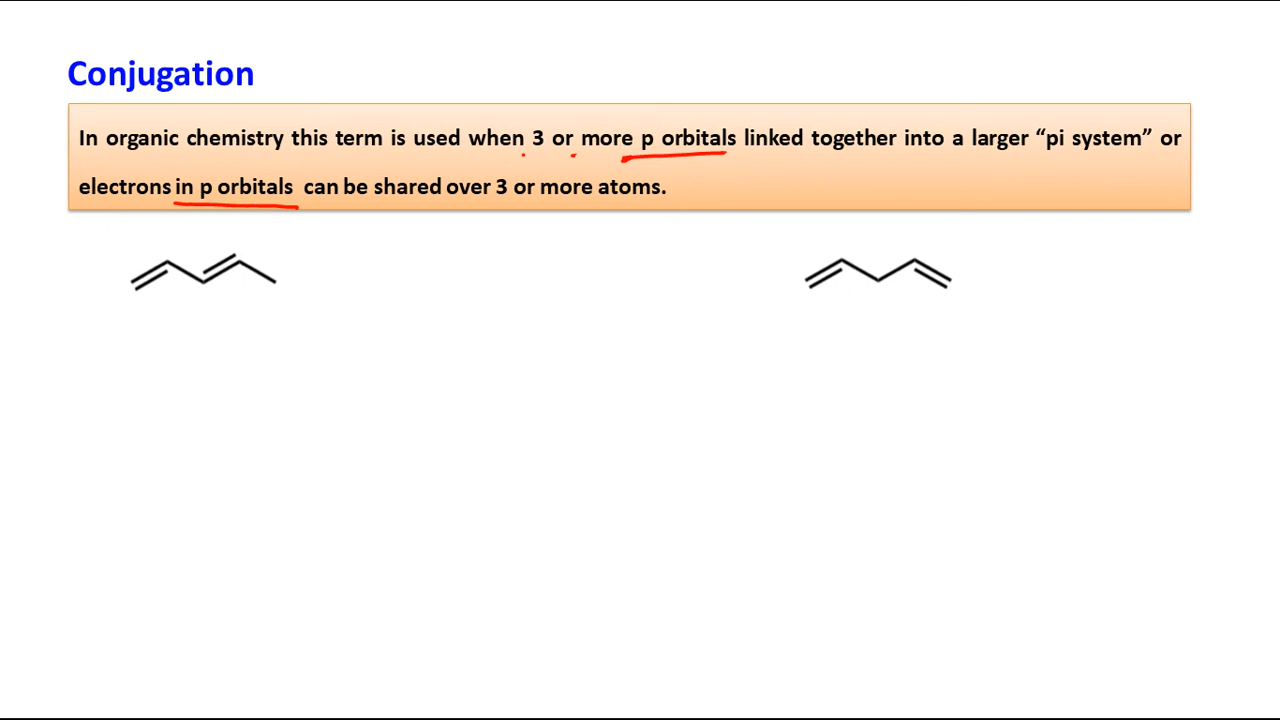 Conjugation
In organic chemistry this term is used when 3 or more p orbitals linked together into a larger “pi system” or
electrons in p orbitals can be shared over 3 or more atoms.